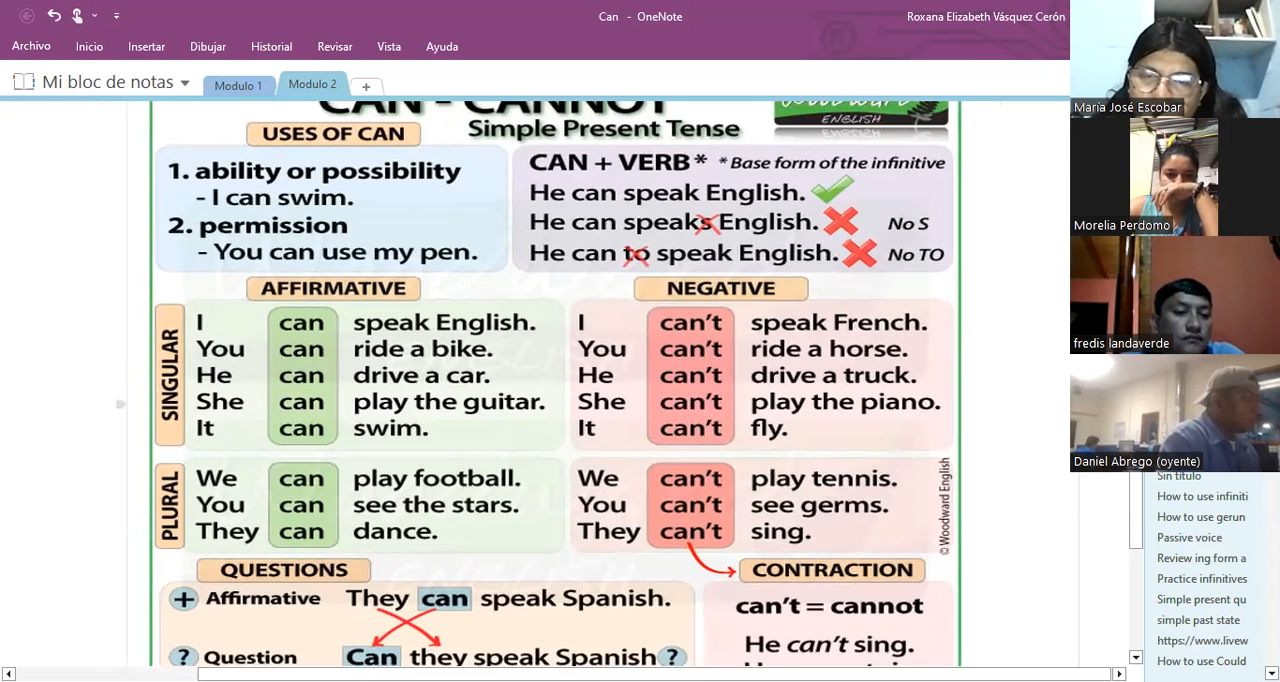 Can - OneNote
Roxana Elizabeth Vásquez Cerón
Archivo Inicio Insertar Dibujar Historial Revisar Vista Ayuda
Mi bloc de notas Modulo 1 Modulo 2 +
CAN - CANNOT
ENGLISH
Simple Present Tense
USES OF CAN
1. ability or possibility
- I can swim.
2. permission
- You can use my pen.
CAN + VERB* * Base form of the infinitive
He can speak English.
He can speaks English. No S
He can to speak English. No TO
AFFIRMATIVE
SINGULAR
I can speak English.
You can ride a bike.
He can drive a car.
She can play the guitar.
It can swim.
PLURAL
We can play football.
You can see the stars.
They can dance.
NEGATIVE
I can't speak French.
You can't ride a horse.
He can't drive a truck.
She can't play the piano.
It can't fly.
We can't play tennis.
You can't see germs.
They can't sing.
© Woodward English
QUESTIONS
+ Affirmative They can speak Spanish.
? Question Can they speak Spanish?
CONTRACTION
can't = cannot
He can't sing.
María José Escobar
Morelia Perdomo
fredis landaverde
Daniel Abrego (oyente)
Sin título
How to use infiniti
How to use gerun
Passive voice
Review ing form a
Practice infinitives
Simple present qu
simple past state
https://www.livew
How to use Could